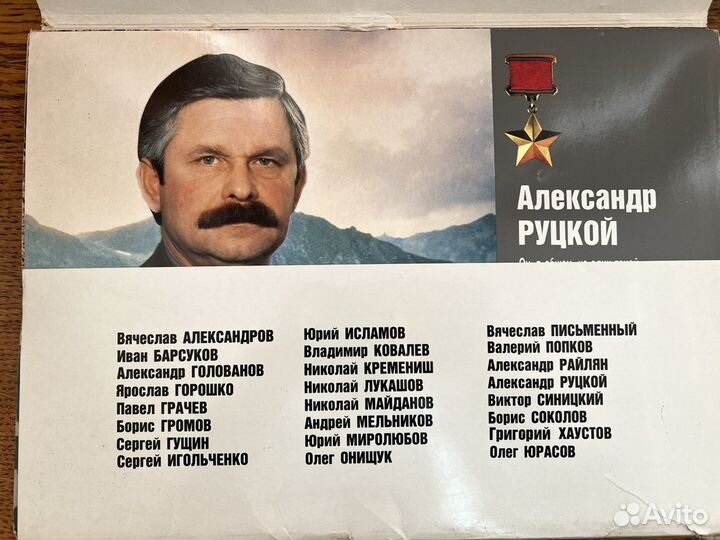 Александр
РУЦКОЙ
Вячеслав АЛЕКСАНДРОВ
Иван БАРСУКОВ
Александр ГОЛОВАНОВ
Ярослав ГОРОШКО
Павел ГРАЧЕВ
Борис ГРОМОВ
Сергей ГУЩИН
Сергей ИГОЛЬЧЕНКО
Юрий ИСЛАМОВ
Владимир КОВАЛЕВ
Николай КРЕМЕНИШ
Николай ЛУКАШОВ
Николай МАЙДАНОВ
Андрей МЕЛЬНИКОВ
Юрий МИРОЛЮБОВ
Олег ОНИЩУК
Вячеслав ПИСЬМЕННЫЙ
Валерий ПОПКОВ
Александр РАЙЛЯН
Александр РУЦКОЙ
Виктор СИНИЦКИЙ
Борис СОКОЛОВ
Григорий ХАУСТОВ
Олег ЮРАСОВ
Avito